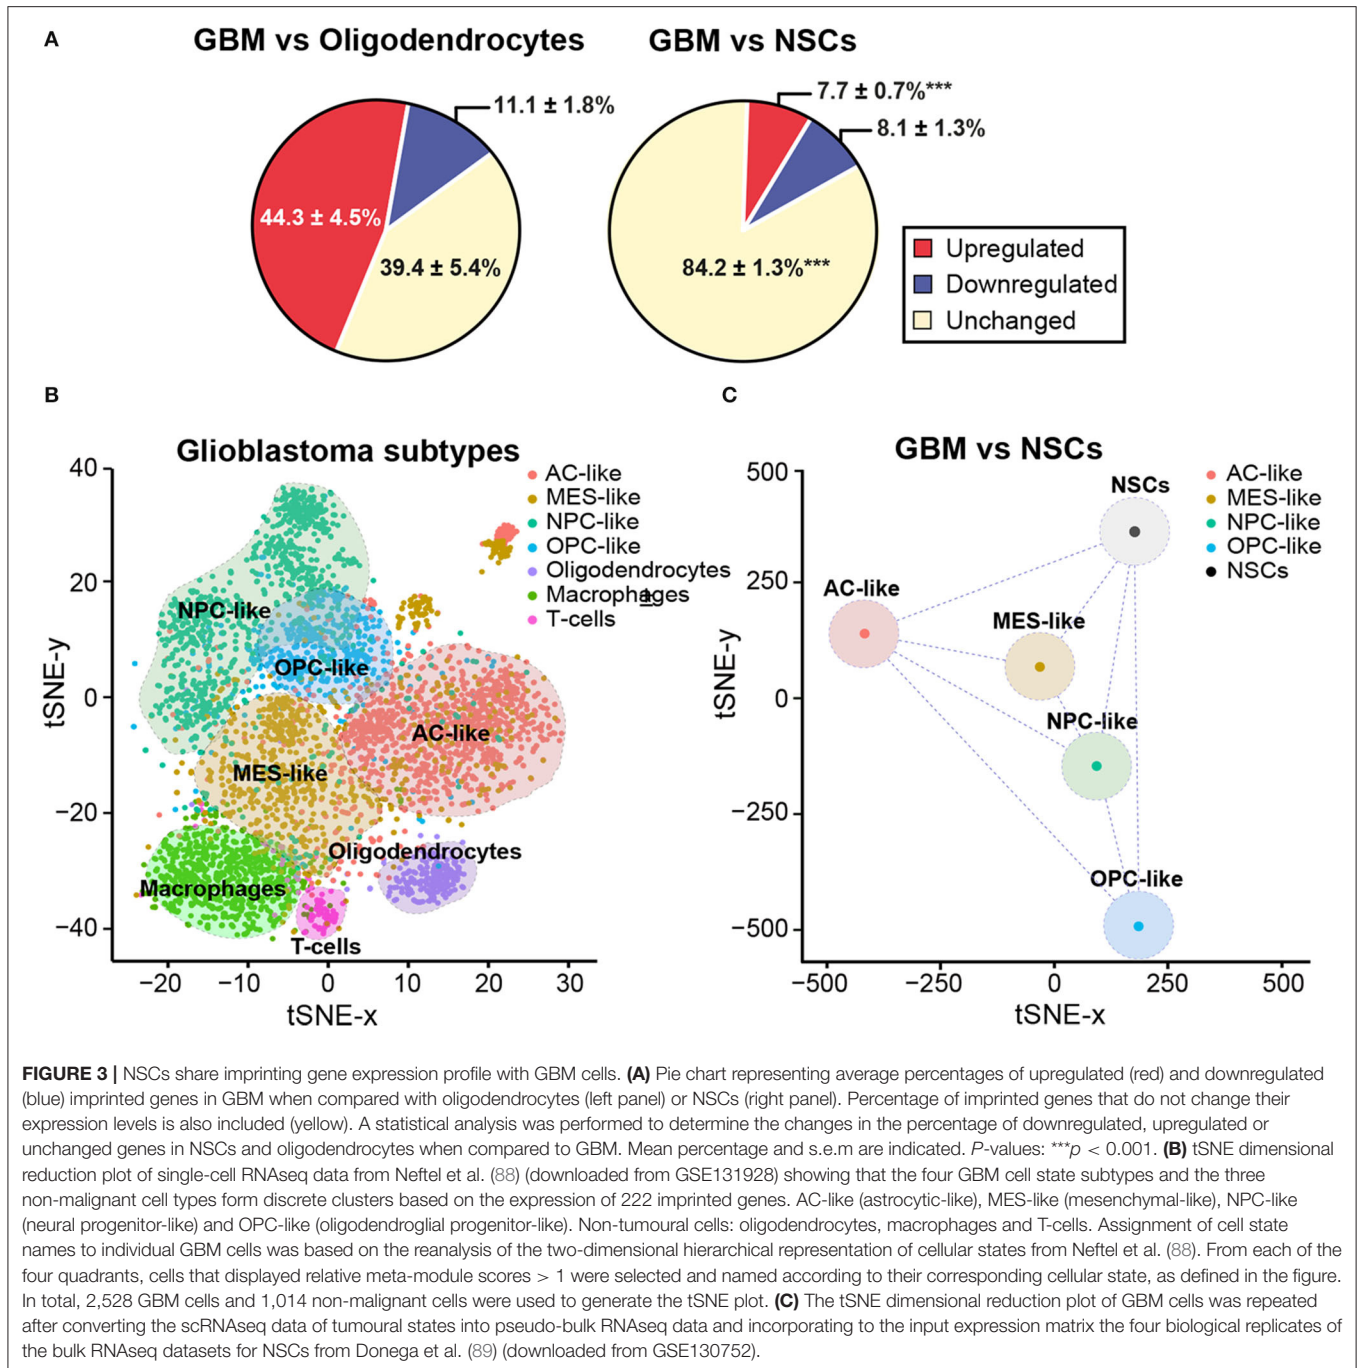 A
GBM vs Oligodendrocytes
GBM vs NSCs
11.1 ± 1.8%
44.3 ± 4.5%
39.4 ± 5.4%
7.7 ± 0.7%***
8.1 ± 1.3%
84.2 ± 1.3%***
Upregulated
Downregulated
Unchanged
B
Glioblastoma subtypes
40
20
0
−20
−40
tSNE-y
−20 −10 0 10 20 30
tSNE-x
NPC-like
OPC-like
AC-like
MES-like
Oligodendrocytes
Macrophages
T-cells
AC-like
MES-like
NPC-like
OPC-like
Oligodendrocytes
Macrophages
±
T-cells
C
GBM vs NSCs
500
250
0
−250
−500
tSNE-y
−500 −250 0 250 500
tSNE-x
NSCs
AC-like
MES-like
NPC-like
OPC-like
AC-like
MES-like
NPC-like
OPC-like
NSCs
FIGURE 3 | NSCs share imprinting gene expression profile with GBM cells. (A) Pie chart representing average percentages of upregulated (red) and downregulated
(blue) imprinted genes in GBM when compared with oligodendrocytes (left panel) or NSCs (right panel). Percentage of imprinted genes that do not change their
expression levels is also included (yellow). A statistical analysis was performed to determine the changes in the percentage of downregulated, upregulated or
unchanged genes in NSCs and oligodendrocytes when compared to GBM. Mean percentage and s.e.m are indicated. P-values: ***p < 0.001. (B) tSNE dimensional
reduction plot of single-cell RNAseq data from Neftel et al. (88) (downloaded from GSE131928) showing that the four GBM cell state subtypes and the three
non-malignant cell types form discrete clusters based on the expression of 222 imprinted genes. AC-like (astrocytic-like), MES-like (mesenchymal-like), NPC-like
(neural progenitor-like) and OPC-like (oligodendroglial progenitor-like). Non-tumoural cells: oligodendrocytes, macrophages and T-cells. Assignment of cell state
names to individual GBM cells was based on the reanalysis of the two-dimensional hierarchical representation of cellular states from Neftel et al. (88). From each of the
four quadrants, cells that displayed relative meta-module scores > 1 were selected and named according to their corresponding cellular state, as defined in the figure.
In total, 2,528 GBM cells and 1,014 non-malignant cells were used to generate the tSNE plot. (C) The tSNE dimensional reduction plot of GBM cells was repeated
after converting the scRNAseq data of tumoural states into pseudo-bulk RNAseq data and incorporating to the input expression matrix the four biological replicates of
the bulk RNAseq datasets for NSCs from Donega et al. (89) (downloaded from GSE130752).